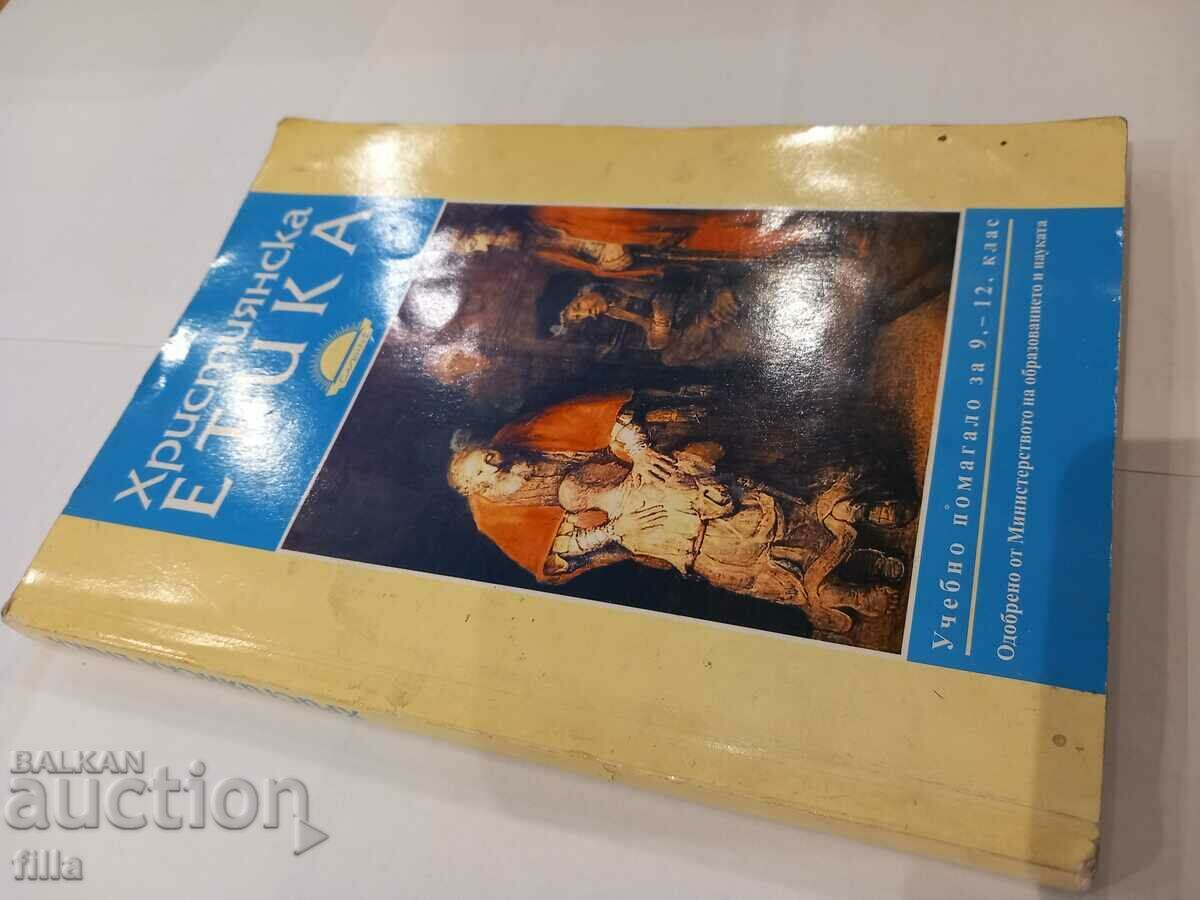 Християнска
ЕТИКА
Учебно помагало за 9. – 12. клас
Одобрено от Министерството на образованието и науката
BALKAN
auction
filla